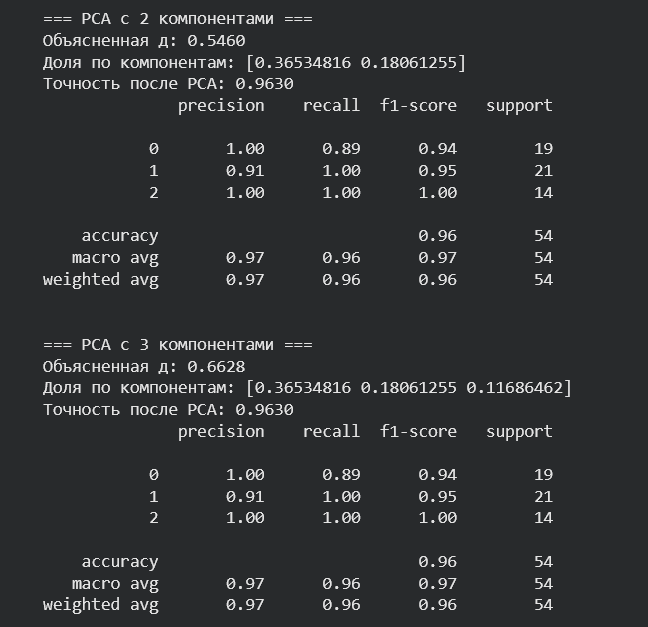 === PCA с 2 компонентами ===
Объясненная д: 0.5460
Доля по компонентам: [0.36534816 0.18061255]
Точность после PCA: 0.9630
precision recall f1-score support
0 1.00 0.89 0.94 19
1 0.91 1.00 0.95 21
2 1.00 1.00 1.00 14
accuracy 0.96 54
macro avg 0.97 0.96 0.97 54
weighted avg 0.97 0.96 0.96 54
=== PCA с 3 компонентами ===
Объясненная д: 0.6628
Доля по компонентам: [0.36534816 0.18061255 0.11686462]
Точность после PCA: 0.9630
precision recall f1-score support
0 1.00 0.89 0.94 19
1 0.91 1.00 0.95 21
2 1.00 1.00 1.00 14
accuracy 0.96 54
macro avg 0.97 0.96 0.97 54
weighted avg 0.97 0.96 0.96 54